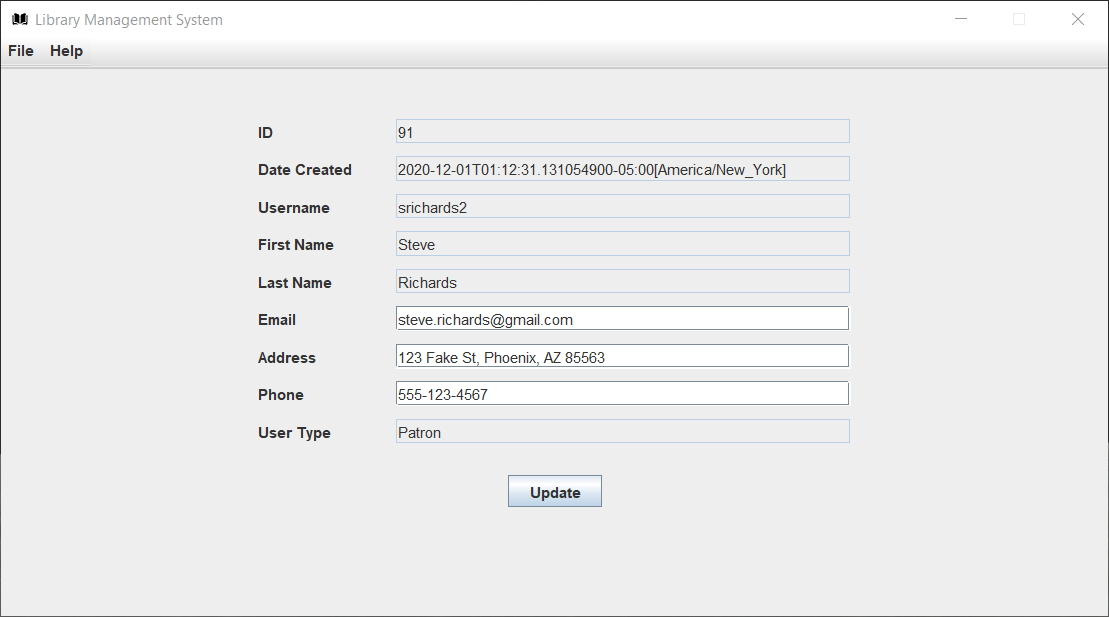 Library Management System
File Help
ID 91
Date Created 2020-12-01T01:12:31.131054900-05:00[America/New_York]
Username srichards2
First Name Steve
Last Name Richards
Email steve.richards@gmail.com
Address 123 Fake St, Phoenix, AZ 85563
Phone 555-123-4567
User Type Patron
Update